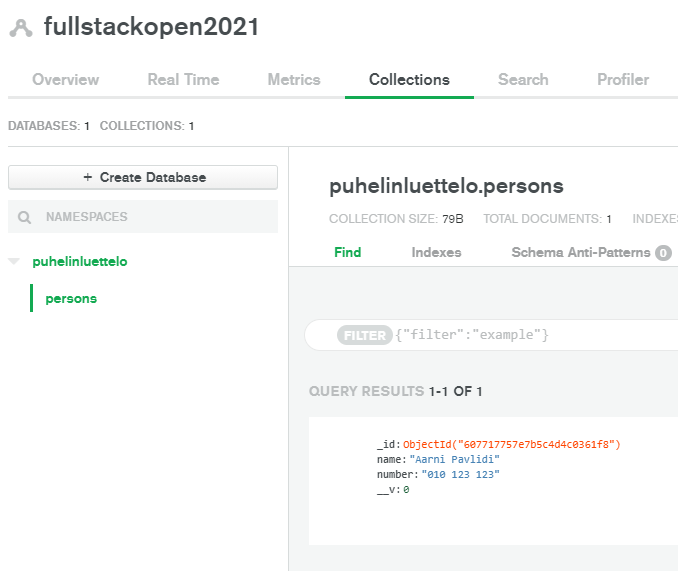 fullstackopen2021
Overview Real Time Metrics Collections Search Profiler
DATABASES: 1 COLLECTIONS: 1
+ Create Database
NAMESPACES
puhelinluettelo
persons
puhelinluettelo.persons
COLLECTION SIZE: 79B TOTAL DOCUMENTS: 1 INDEXES
Find Indexes Schema Anti-Patterns 0
FILTER {"filter":"example"}
QUERY RESULTS 1-1 OF 1
_id: ObjectId("607717757e7b5c4d4c0361f8")
name: "Aarni Pavlidi"
number: "010 123 123"
__v: 0